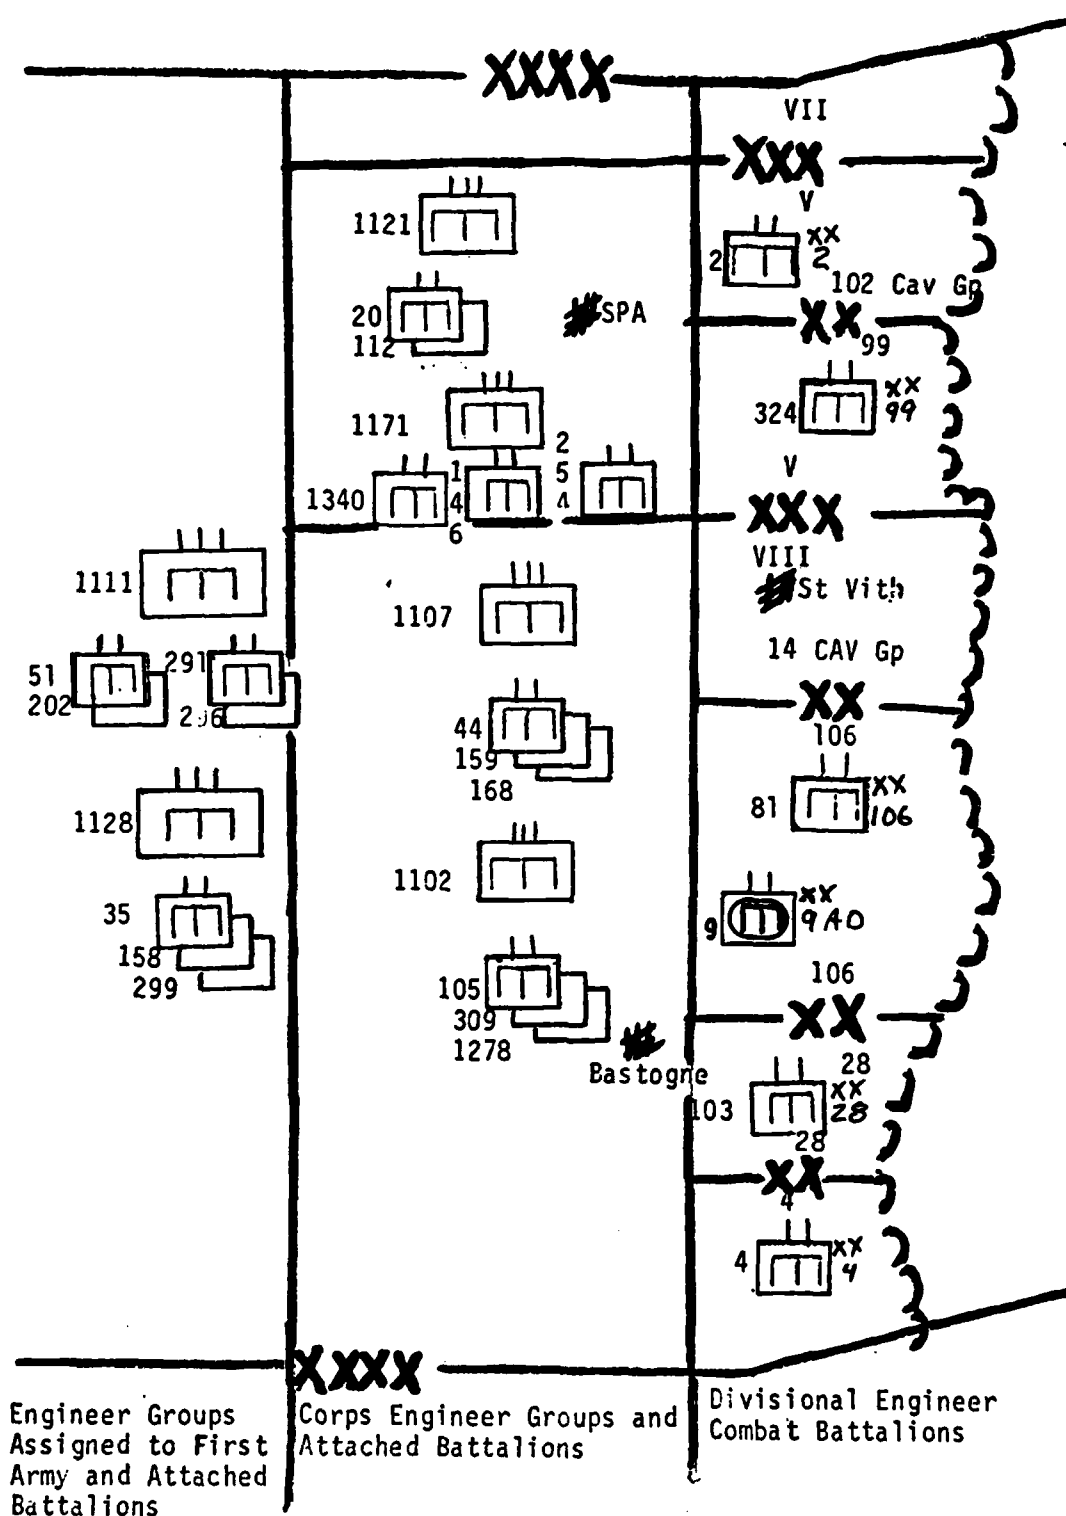 XXXX
VII
XXX
V
1121
2
XX
2
102 Cav Gp
20
112
SPA
XX
99
1171
324
XX
99
1340
1
4
6
2
5
4
V
XXX
VIII
St Vith
1111
1107
14 CAV Gp
51
202
291
XX
106
44
159
168
81
XX
106
1128
1102
9
XX
9 AD
35
158
299
106
XX
28
105
309
1278
Bastogne
103
XX
28
28
XX
4
4
XX
4
XXXX
Engineer Groups
Assigned to First
Army and Attached
Battalions
Corps Engineer Groups and
Attached Battalions
Divisional Engineer
Combat Battalions